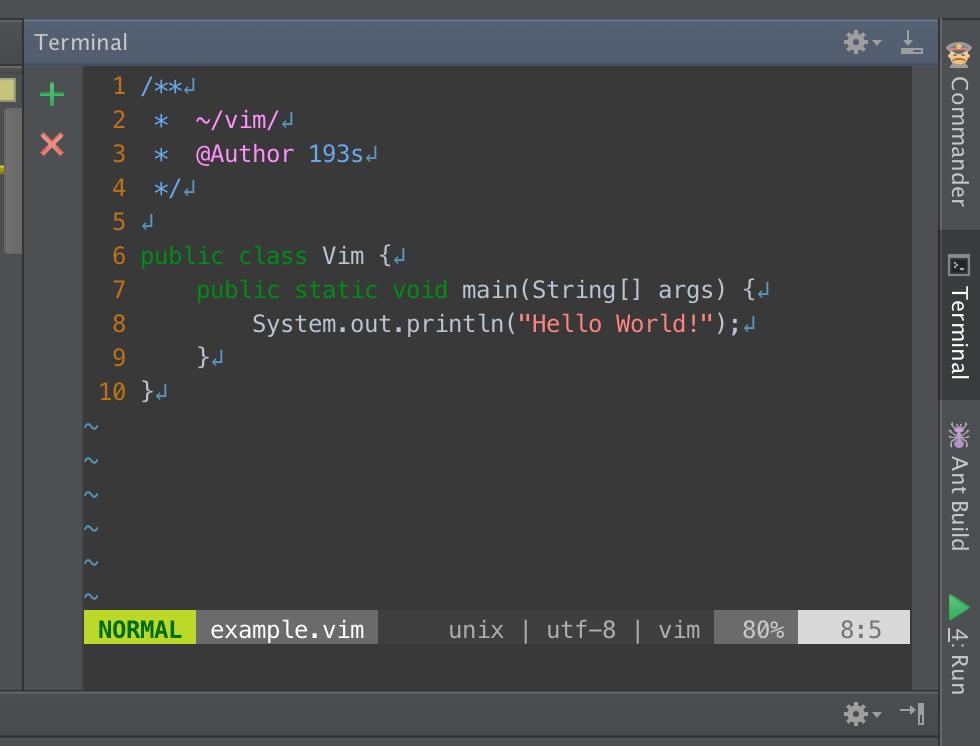 Terminal
1 /**↲
2  *  ~/vim/↲
3  *  @Author 193s↲
4  */↲
5 ↲
6 public class Vim {↲
7     public static void main(String[] args) {↲
8         System.out.println("Hello World!");↲
9     }↲
10 }↲
~
~
~
~
~
~
NORMAL example.vim unix | utf-8 | vim 80% 8:5
Commander
Terminal
Ant Build
4: Run